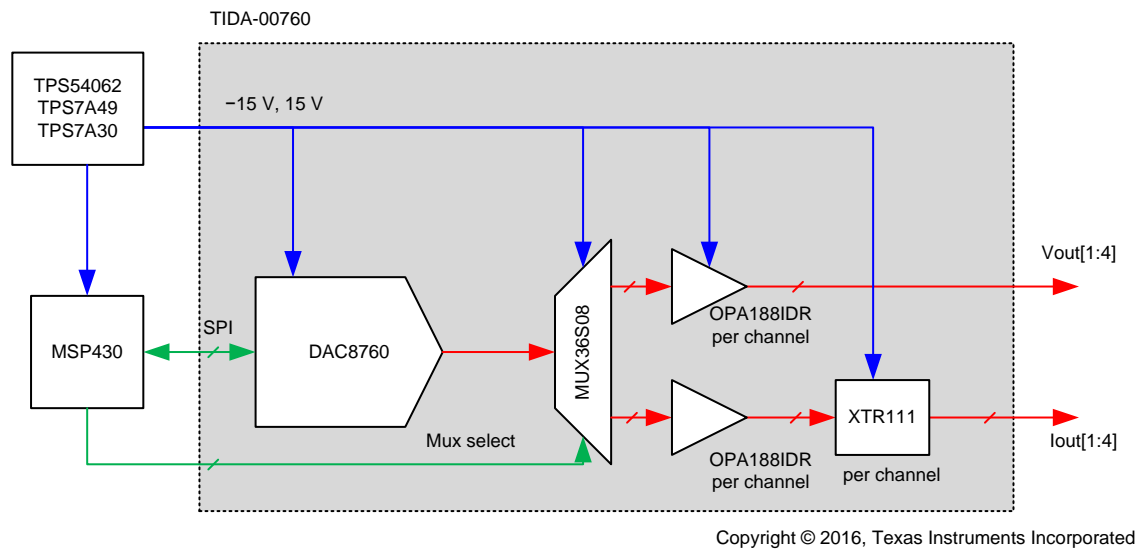 TIDA-00760
TPS54062
TPS7A49
TPS7A30
−15 V, 15 V
Vout[1:4]
OPA188IDR
per channel
SPI
MSP430
DAC8760
MUX36S08
XTR111
Mux select
Iout[1:4]
OPA188IDR
per channel
per channel
Copyright © 2016, Texas Instruments Incorporated